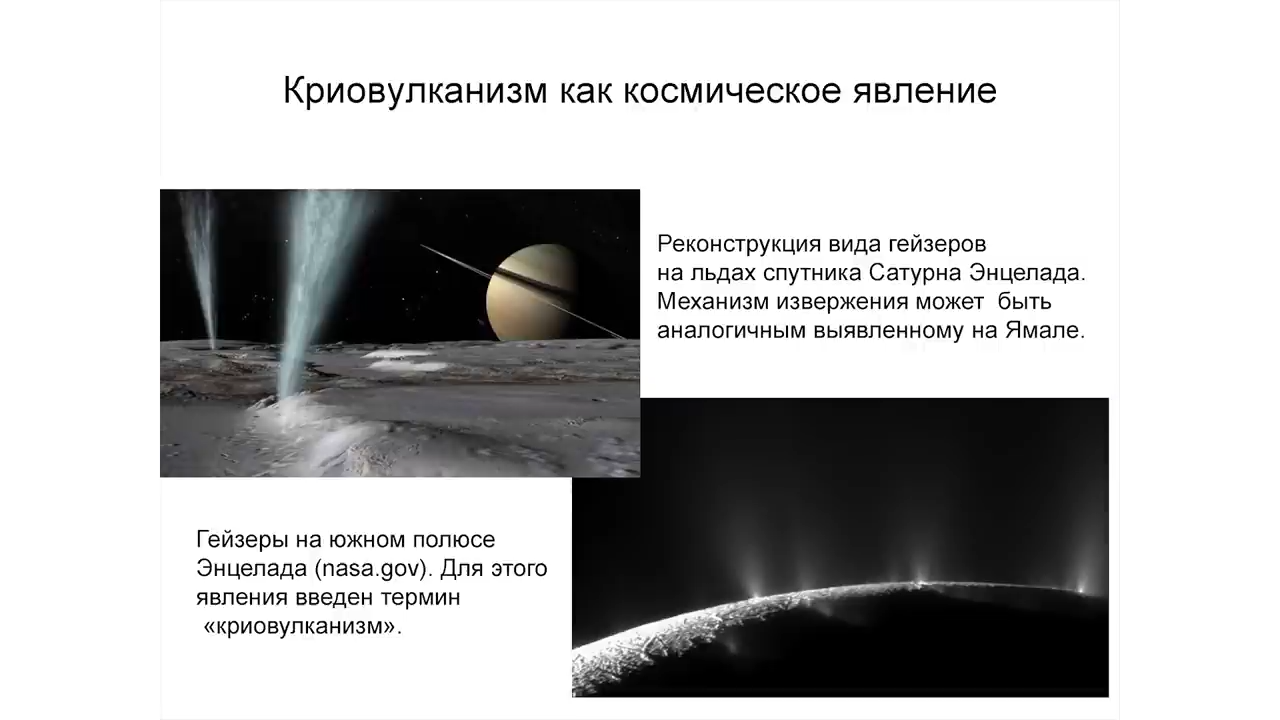 Криовулканизм как космическое явление
Реконструкция вида гейзеров
на льдах спутника Сатурна Энцелада.
Механизм извержения может  быть
аналогичным выявленному на Ямале.
Гейзеры на южном полюсе
Энцелада (nasa.gov). Для этого
явления введен термин
«криовулканизм».